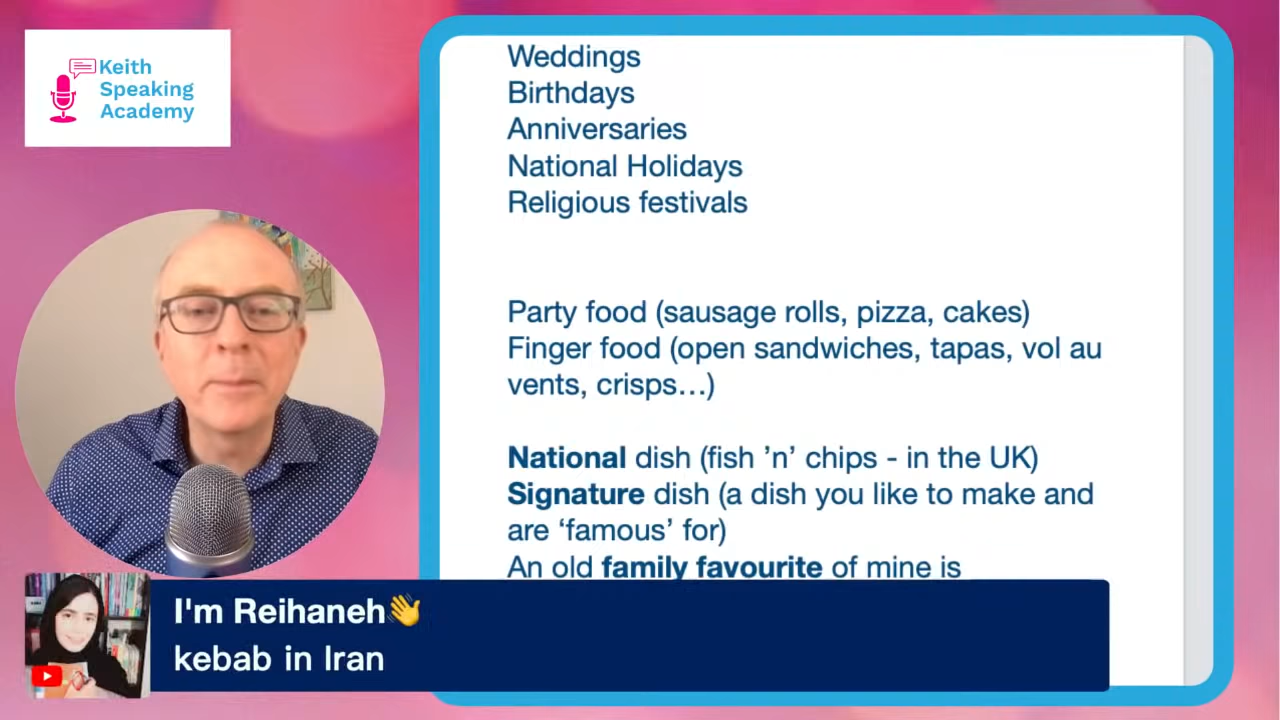 Keith
Speaking
Academy
Weddings
Birthdays
Anniversaries
National Holidays
Religious festivals
Party food (sausage rolls, pizza, cakes)
Finger food (open sandwiches, tapas, vol au
vents, crisps…)
National dish (fish ’n’ chips - in the UK)
Signature dish (a dish you like to make and
are ‘famous’ for)
An old family favourite of mine is
I'm Reihaneh👋
kebab in Iran